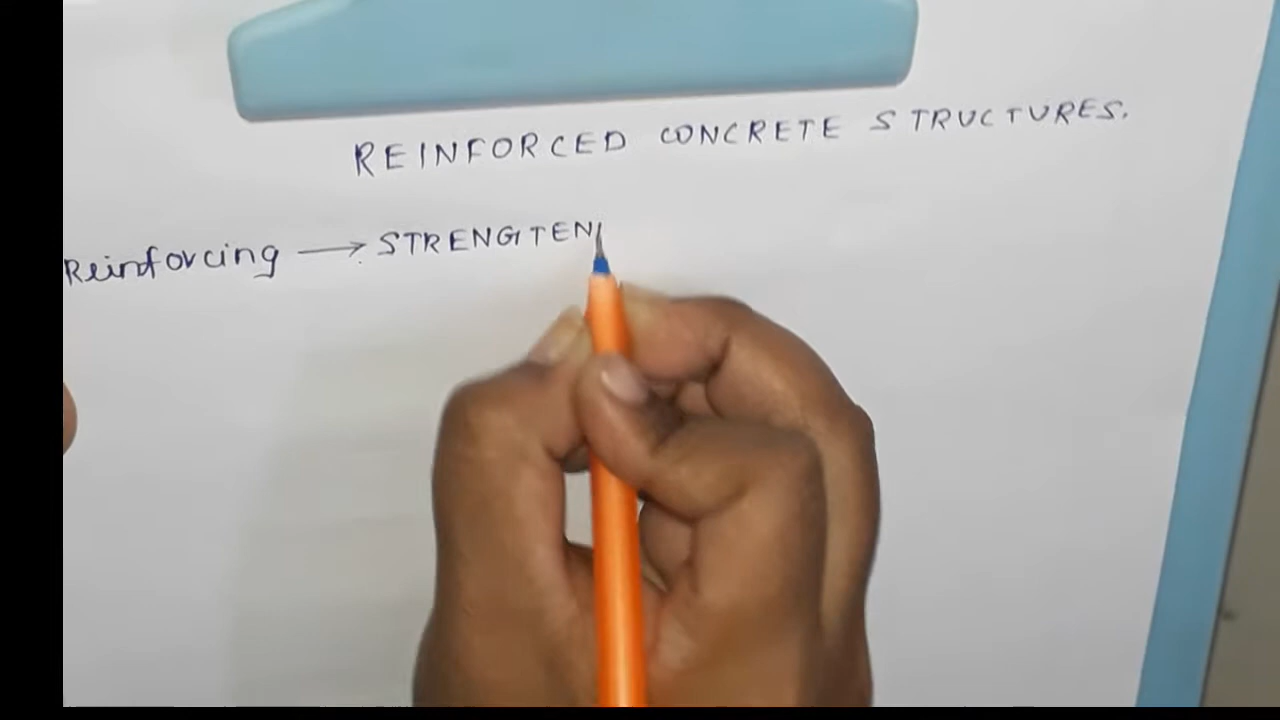 REINFORCED CONCRETE STRUCTURES.
Reinforcing → STRENGTEN